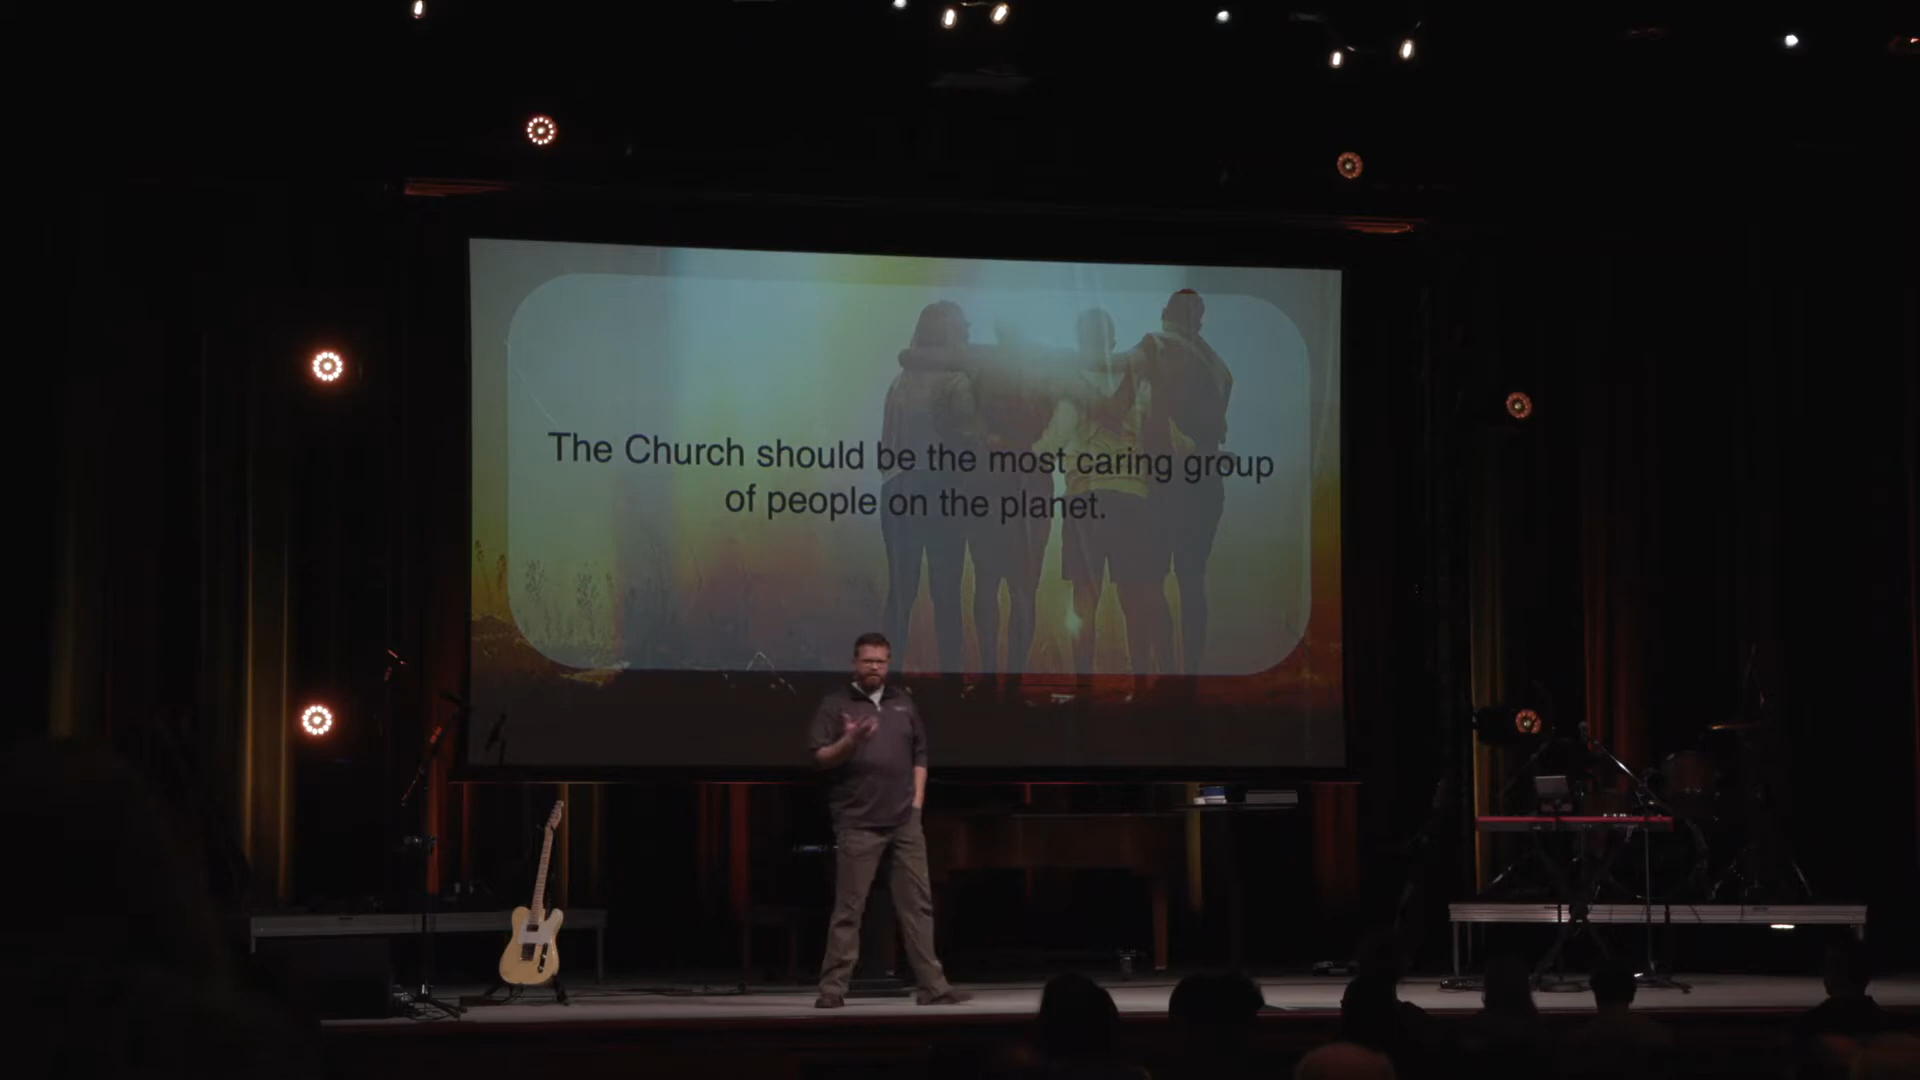 The Church should be the most caring group
of people on the planet.